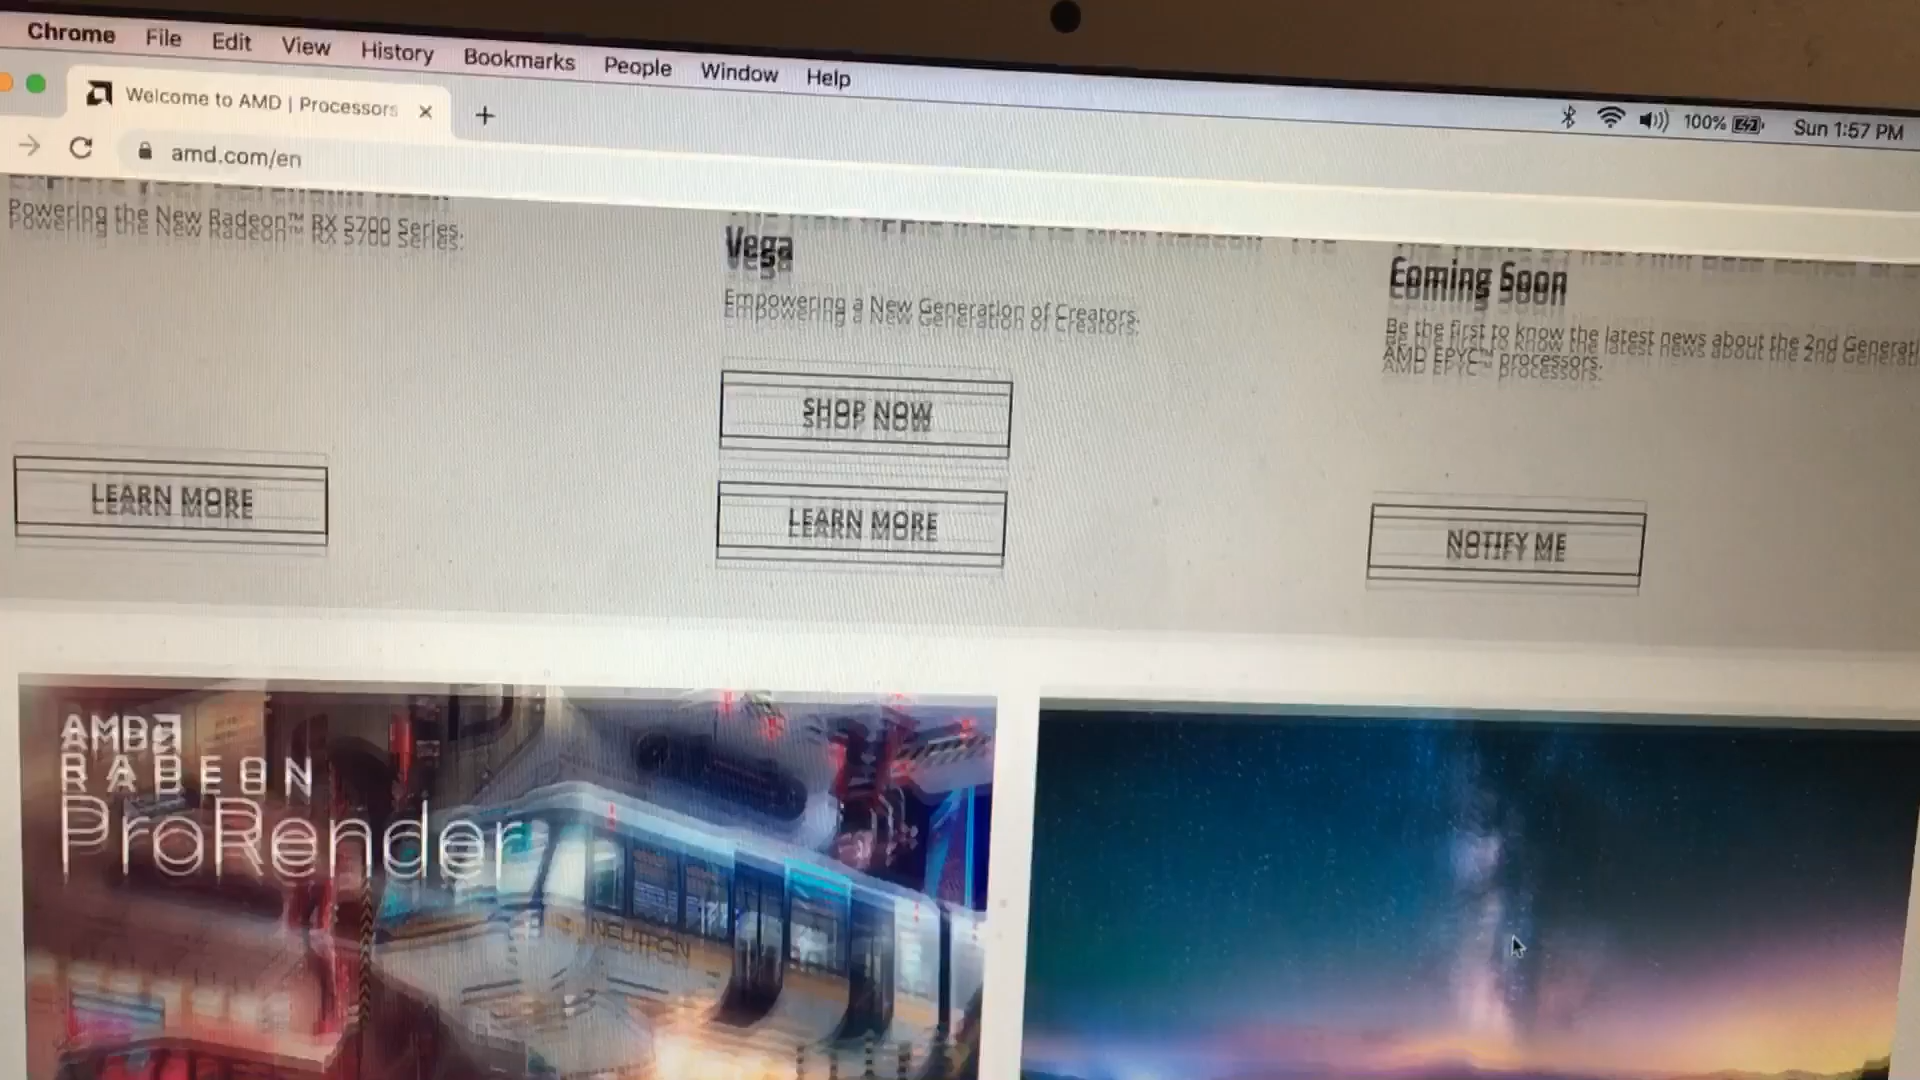 Chrome File Edit View History Bookmarks People Window Help
100% Sun 1:57 PM
Welcome to AMD | Processors
amd.com/en
Powering the New Radeon™ RX 5700 Series.
LEARN MORE
Vega
Empowering a New Generation of Creators.
SHOP NOW
LEARN MORE
Coming Soon
Be the first to know the latest news about the 2nd Generati
AMD EPYC™ processors.
NOTIFY ME
AMD
RADEON
ProRender
NEUTRON